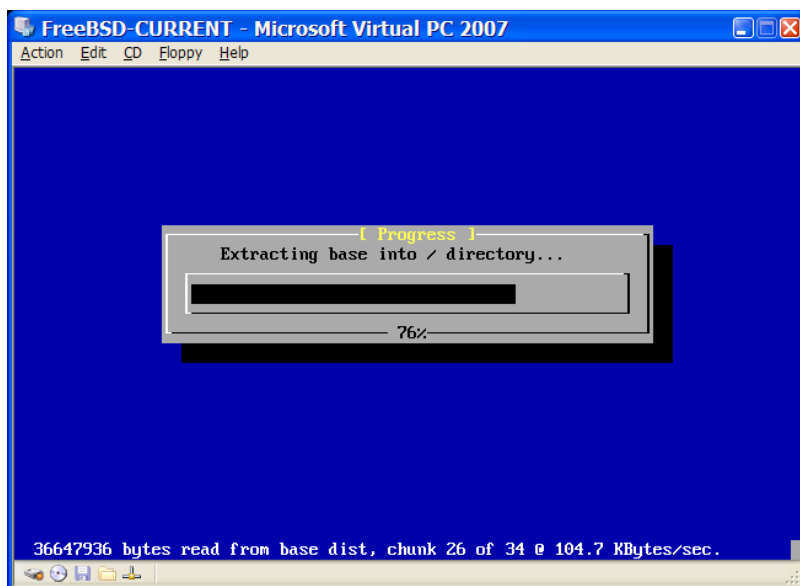 FreeBSD-CURRENT - Microsoft Virtual PC 2007
Action Edit CD Floppy Help
[ Progress ]
Extracting base into / directory...
76%
36647936 bytes read from base dist, chunk 26 of 34 @ 104.7 KBytes/sec.